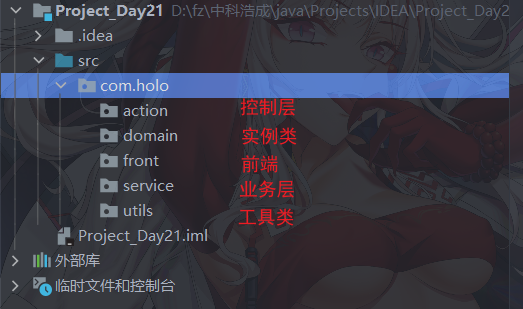 Project_Day21 D:\fz\中科浩成\java\Projects\IDEA\Project_Day2
.idea
src
com.holo
action 控制层
domain 实例类
front 前端
service 业务层
utils 工具类
Project_Day21.iml
外部库
临时文件和控制台